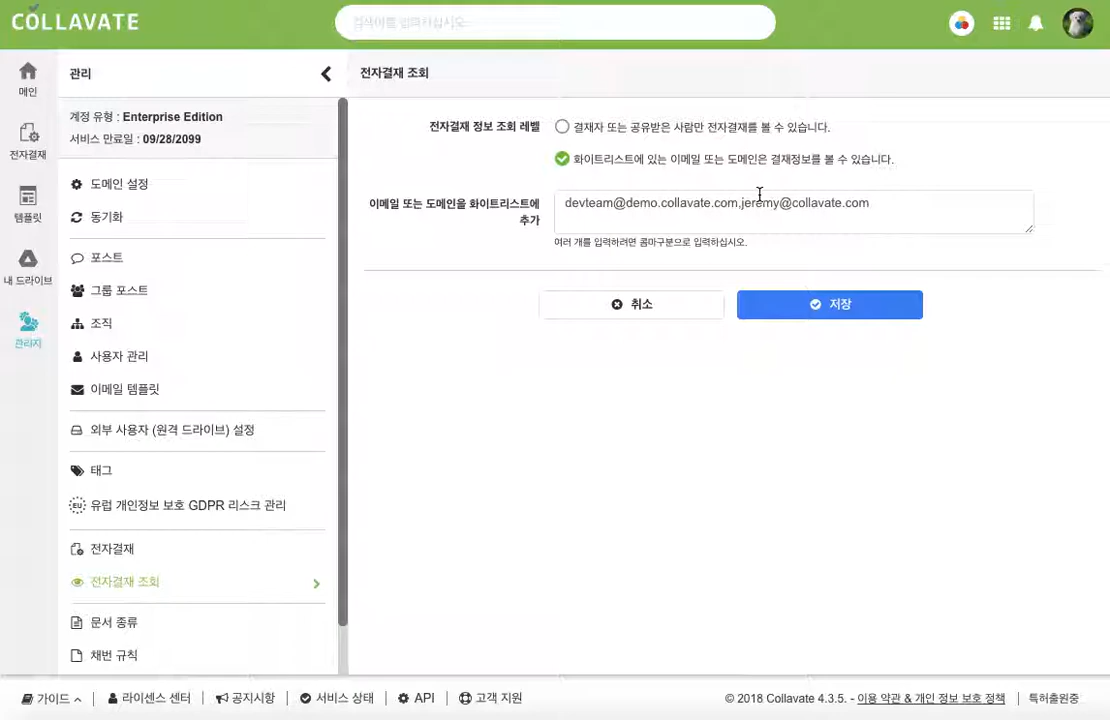 COLLAVATE
검색어를 입력하십시오.
메인
전자결재
템플릿
내 드라이브
관리자
관리
계정 유형 : Enterprise Edition
서비스 만료일 : 09/28/2099
도메인 설정
동기화
포스트
그룹 포스트
조직
사용자 관리
이메일 템플릿
외부 사용자 (원격 드라이브) 설정
태그
EU 유럽 개인정보 보호 GDPR 리스크 관리
전자결재
전자결재 조회
문서 종류
채번 규칙
전자결재 조회
전자결재 정보 조회 레벨
결재자 또는 공유받은 사람만 전자결재를 볼 수 있습니다.
화이트리스트에 있는 이메일 또는 도메인은 결재정보를 볼 수 있습니다.
이메일 또는 도메인을 화이트리스트에
추가
devteam@demo.collavate.com,jeremy@collavate.com
여러 개를 입력하려면 콤마구분으로 입력하십시오.
취소
저장
가이드
라이센스 센터
공지사항
서비스 상태
API
고객 지원
© 2018 Collavate 4.3.5. - 이용 약관 & 개인 정보 보호 정책
특허출원중